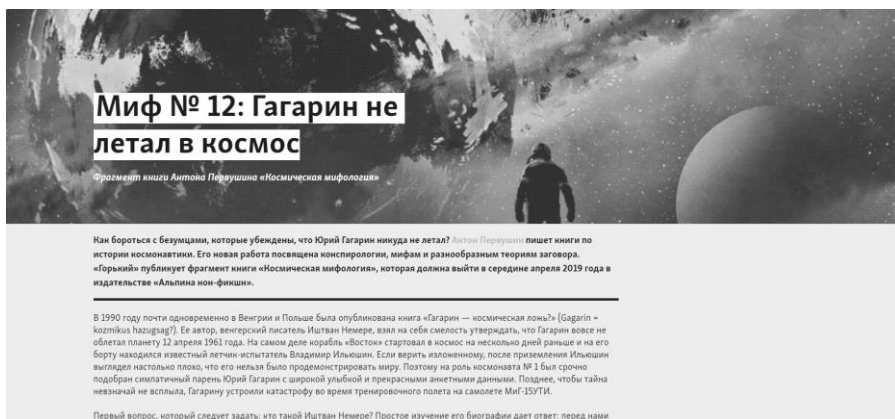 Миф № 12: Гагарин не
летал в космос
Фрагмент книги Антона Первушина «Космическая мифология»
Как бороться с безумцами, которые убеждены, что Юрий Гагарин никуда не летал? Антон Первушин пишет книги по
истории космонавтики. Его новая работа посвящена конспирологии, мифам и разнообразным теориям заговора.
«Горький» публикует фрагмент книги «Космическая мифология», которая должна выйти в середине апреля 2019 года в
издательстве «Альпина нон-фикшн».
В 1990 году почти одновременно в Венгрии и Польше была опубликована книга «Гагарин — космическая ложь?» (Gagarin =
kozmikus hazugsag?). Ее автор, венгерский писатель Иштван Немере, взял на себя смелость утверждать, что Гагарин вовсе не
облетал планету 12 апреля 1961 года. На самом деле корабль «Восток» стартовал в космос на несколько дней раньше и на его
борту находился известный летчик-испытатель Владимир Ильюшин. Если верить изложенному, после приземления Ильюшин
выглядел настолько плохо, что его нельзя было продемонстрировать миру. Поэтому на роль космонавта № 1 был срочно
подобран симпатичный парень Юрий Гагарин с широкой улыбкой и прекрасными анкетными данными. Позднее, чтобы тайна
невзначай не всплыла, Гагарину устроили катастрофу во время тренировочного полета на самолете МиГ-15УТИ.
Первый вопрос, который следует задать: кто такой Иштван Немере? Простое изучение его биографии дает ответ: перед нами